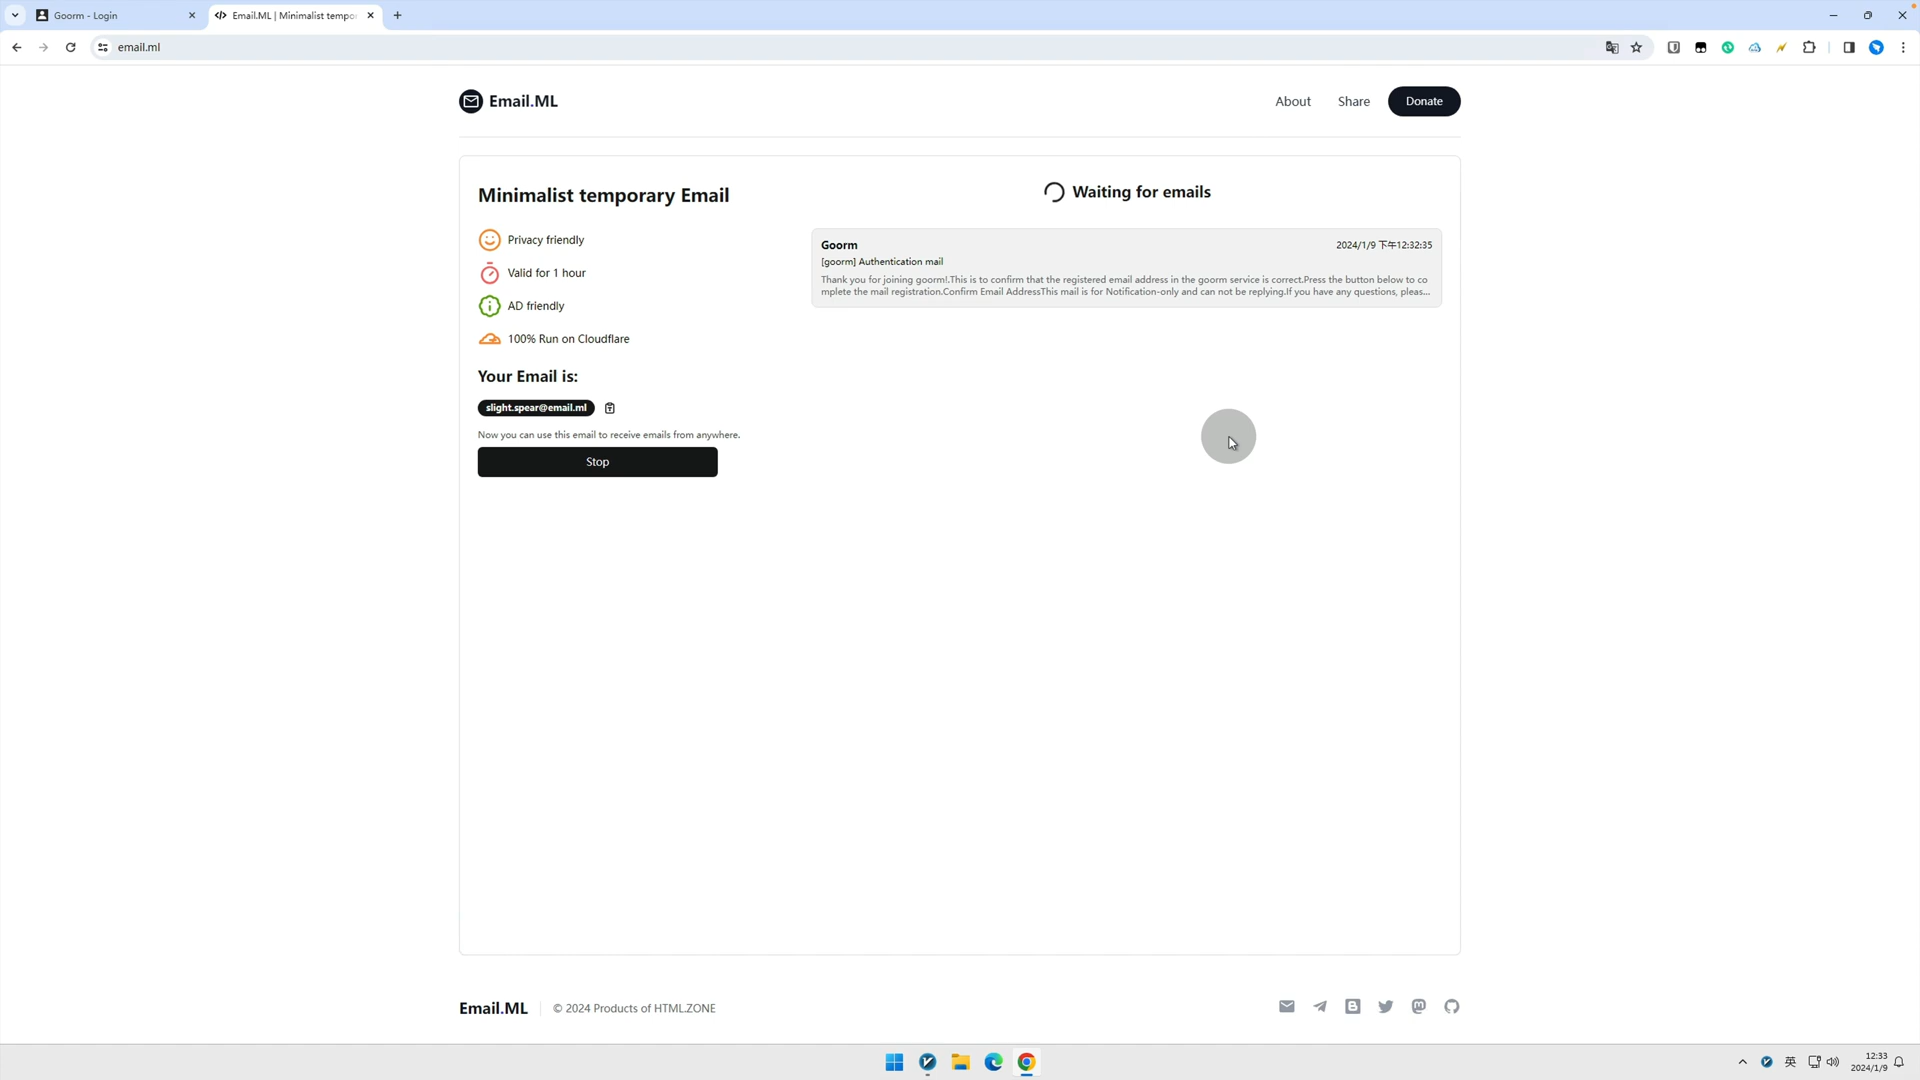 Goorm - Login
Email.ML | Minimalist tempor
email.ml
Email.ML
About
Share
Donate
Minimalist temporary Email
Privacy friendly
Valid for 1 hour
AD friendly
100% Run on Cloudflare
Your Email is:
slight.spear@email.ml
Now you can use this email to receive emails from anywhere.
Stop
Waiting for emails
Goorm
2024/1/9 下午12:32:35
[goorm] Authentication mail
Thank you for joining goorm!.This is to confirm that the registered email address in the goorm service is correct.Press the button below to co
mplete the mail registration.Confirm Email AddressThis mail is for Notification-only and can not be replying.If you have any questions, pleas...
Email.ML
© 2024 Products of HTML.ZONE
英
12:33
2024/1/9